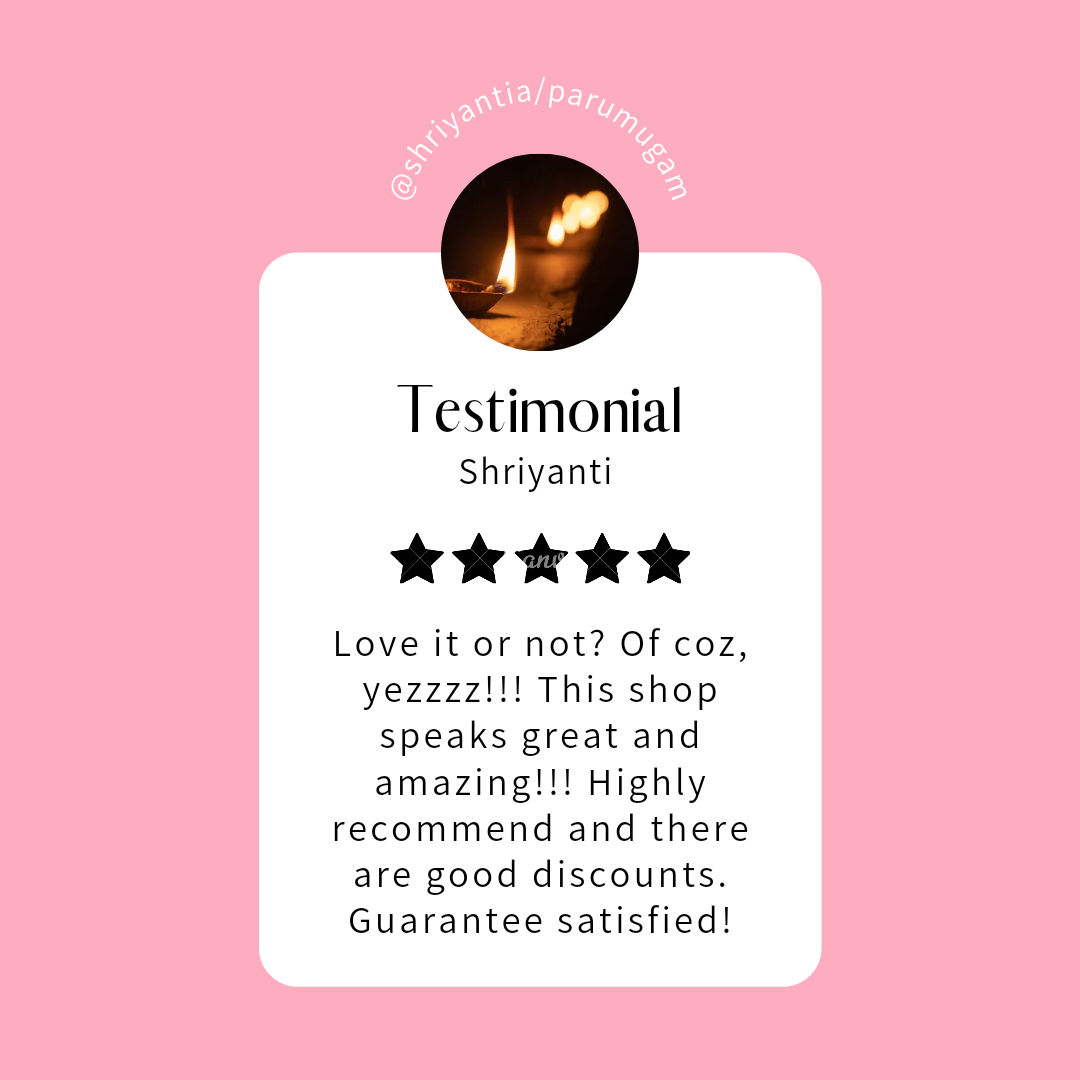 @shriyantia/parumugam
Testimonial
Shriyanti
anv
Love it or not? Of coz,
yezzzz!!! This shop
speaks great and
amazing!!! Highly
recommend and there
are good discounts.
Guarantee satisfied!